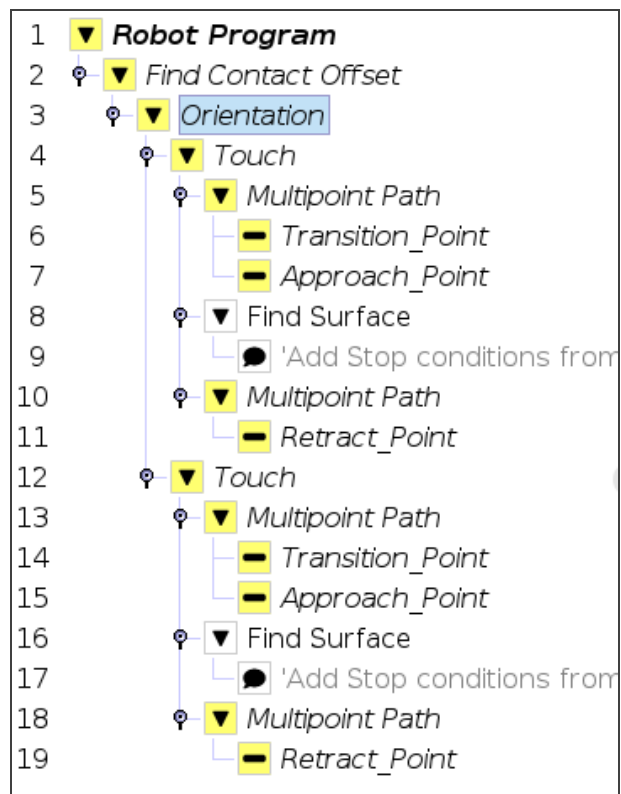 1 Robot Program
2 Find Contact Offset
3 Orientation
4 Touch
5 Multipoint Path
6 Transition_Point
7 Approach_Point
8 Find Surface
9 'Add Stop conditions from
10 Multipoint Path
11 Retract_Point
12 Touch
13 Multipoint Path
14 Transition_Point
15 Approach_Point
16 Find Surface
17 'Add Stop conditions from
18 Multipoint Path
19 Retract_Point